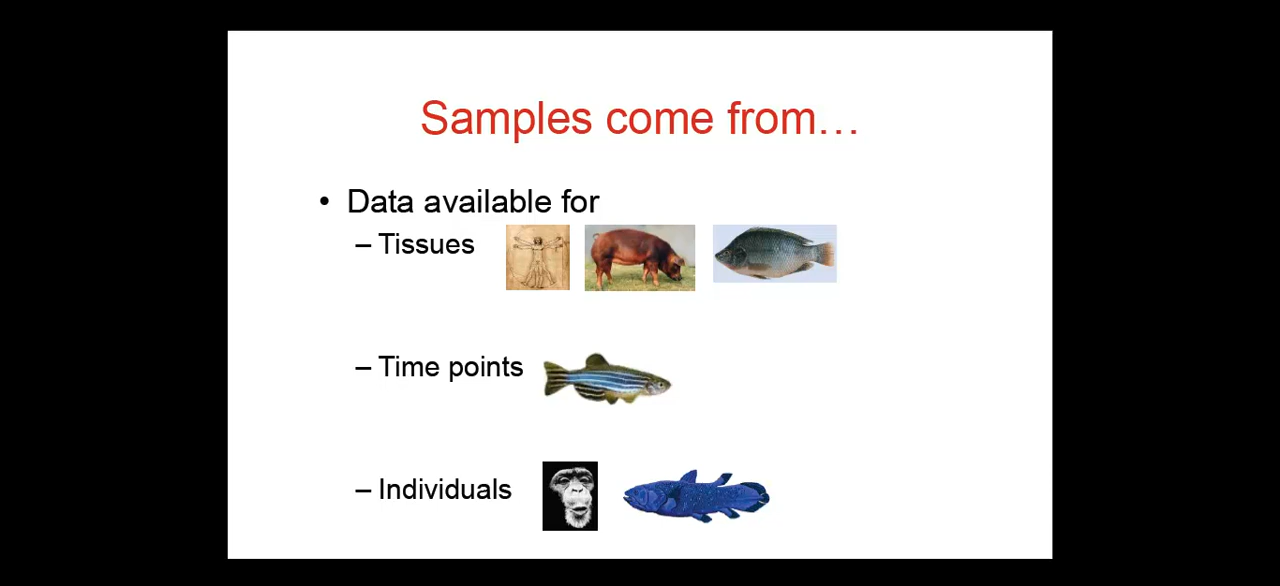 Samples come from…
• Data available for
– Tissues
– Time points
– Individuals